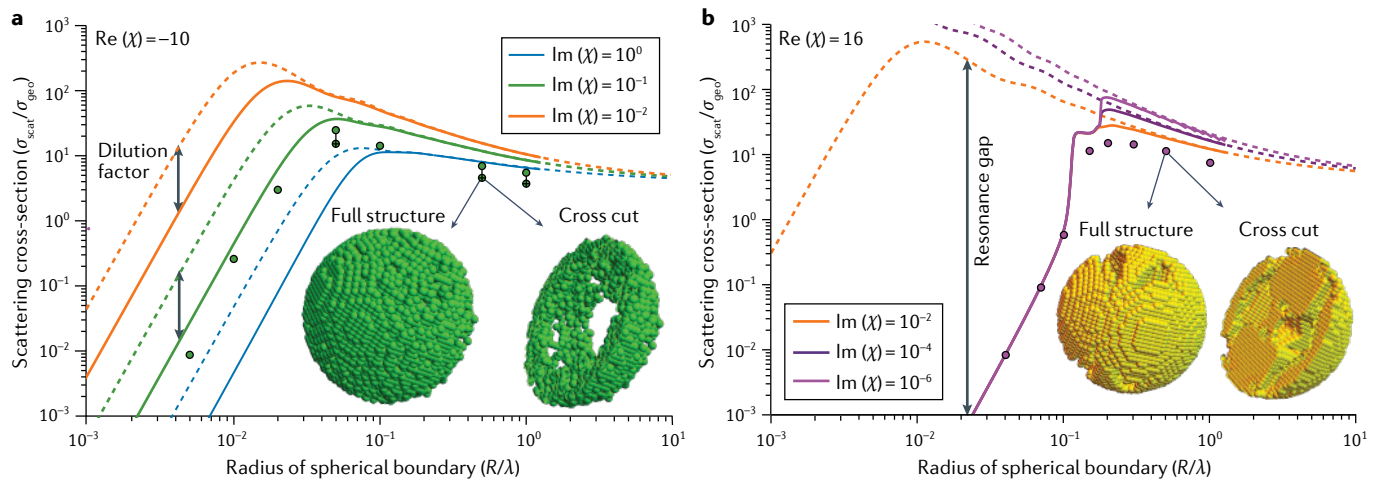 a
Re (χ) = −10
Im (χ) = 10⁰
Im (χ) = 10⁻¹
Im (χ) = 10⁻²
Dilution
factor
Full structure
Cross cut
Scattering cross-section (σscat/σgeo)
10³
10²
10¹
10⁰
10⁻¹
10⁻²
10⁻³
10⁻³
10⁻²
10⁻¹
10⁰
10¹
Radius of spherical boundary (R/λ)
b
Re (χ) = 16
Resonance gap
Full structure
Cross cut
Im (χ) = 10⁻²
Im (χ) = 10⁻⁴
Im (χ) = 10⁻⁶
Scattering cross-section (σscat/σgeo)
10³
10²
10¹
10⁰
10⁻¹
10⁻²
10⁻³
10⁻³
10⁻²
10⁻¹
10⁰
10¹
Radius of spherical boundary (R/λ)